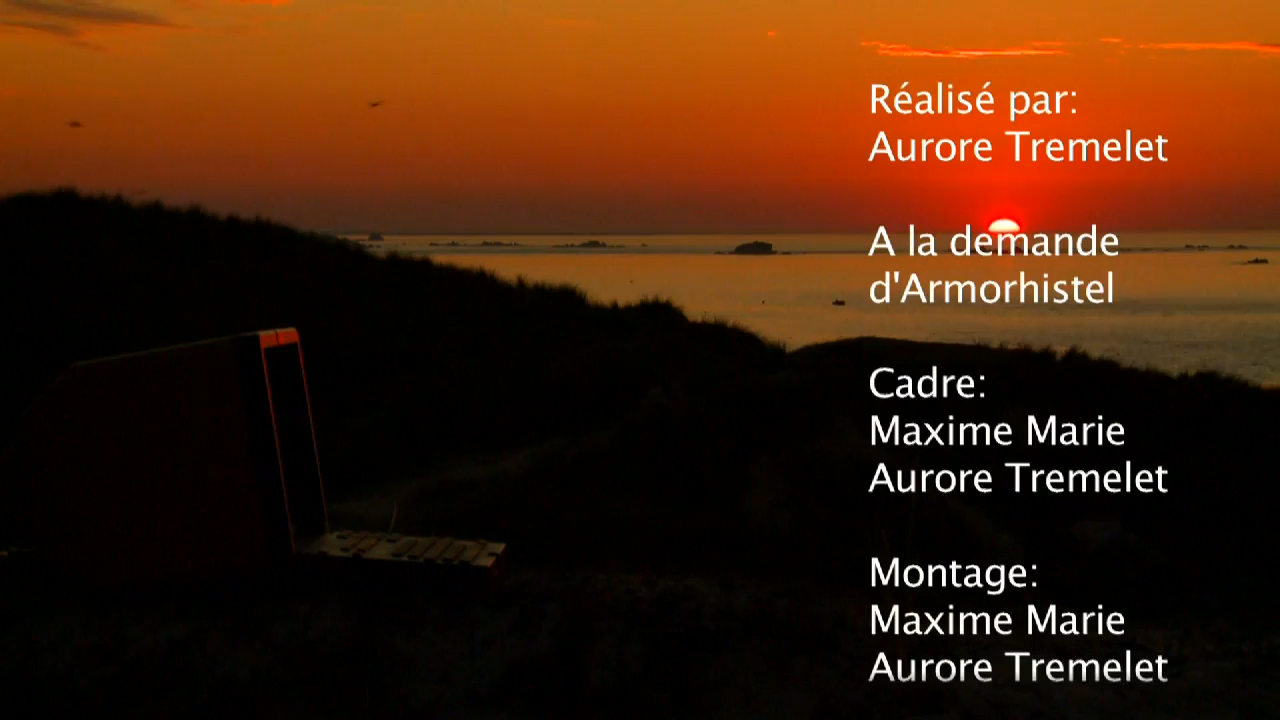 Réalisé par:
Aurore Tremelet
A la demande
d'Armorhistel
Cadre:
Maxime Marie
Aurore Tremelet
Montage:
Maxime Marie
Aurore Tremelet